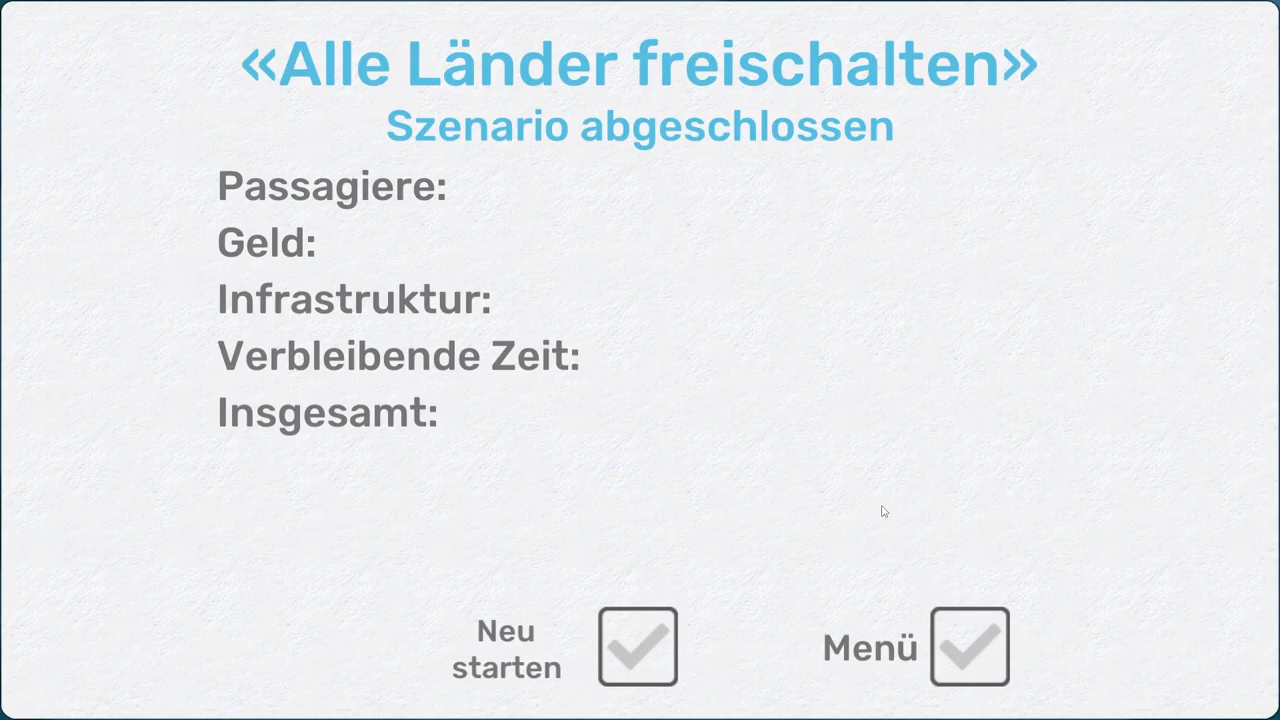 «Alle Länder freischalten»
Szenario abgeschlossen
Passagiere:
Geld:
Infrastruktur:
Verbleibende Zeit:
Insgesamt:
Neu
starten
Menü